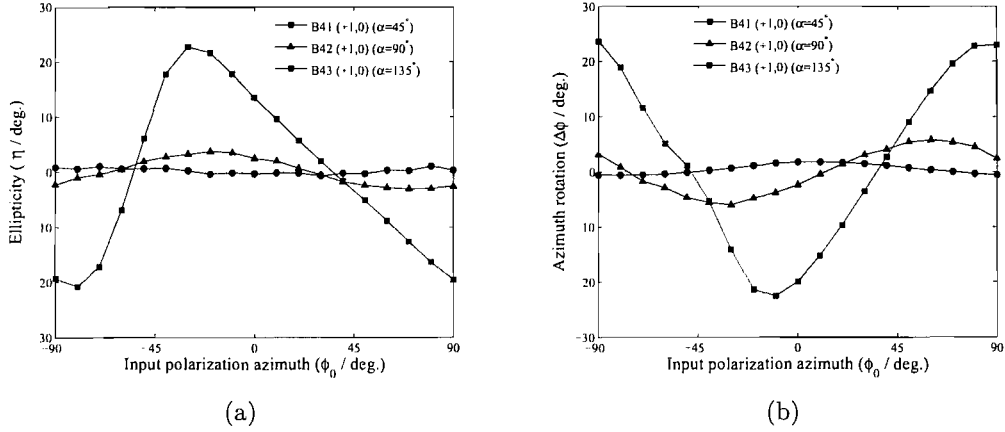 30
20
10
0
10
20
30
Ellipticity ( η / deg.)
B41 (+1,0) (α=45°)
B42 (+1,0) (α=90°)
B43 (+1,0) (α=135°)
-90
-45
0
45
90
Input polarization azimuth (ϕ0 / deg.)
(a)
30
20
10
0
10
20
30
Azimuth rotation (Δϕ / deg.)
B41 (+1,0) (α=45°)
B42 (+1,0) (α=90°)
B43 (+1,0) (α=135°)
-90
-45
0
45
90
Input polarization azimuth (ϕ0 / deg.)
(b)